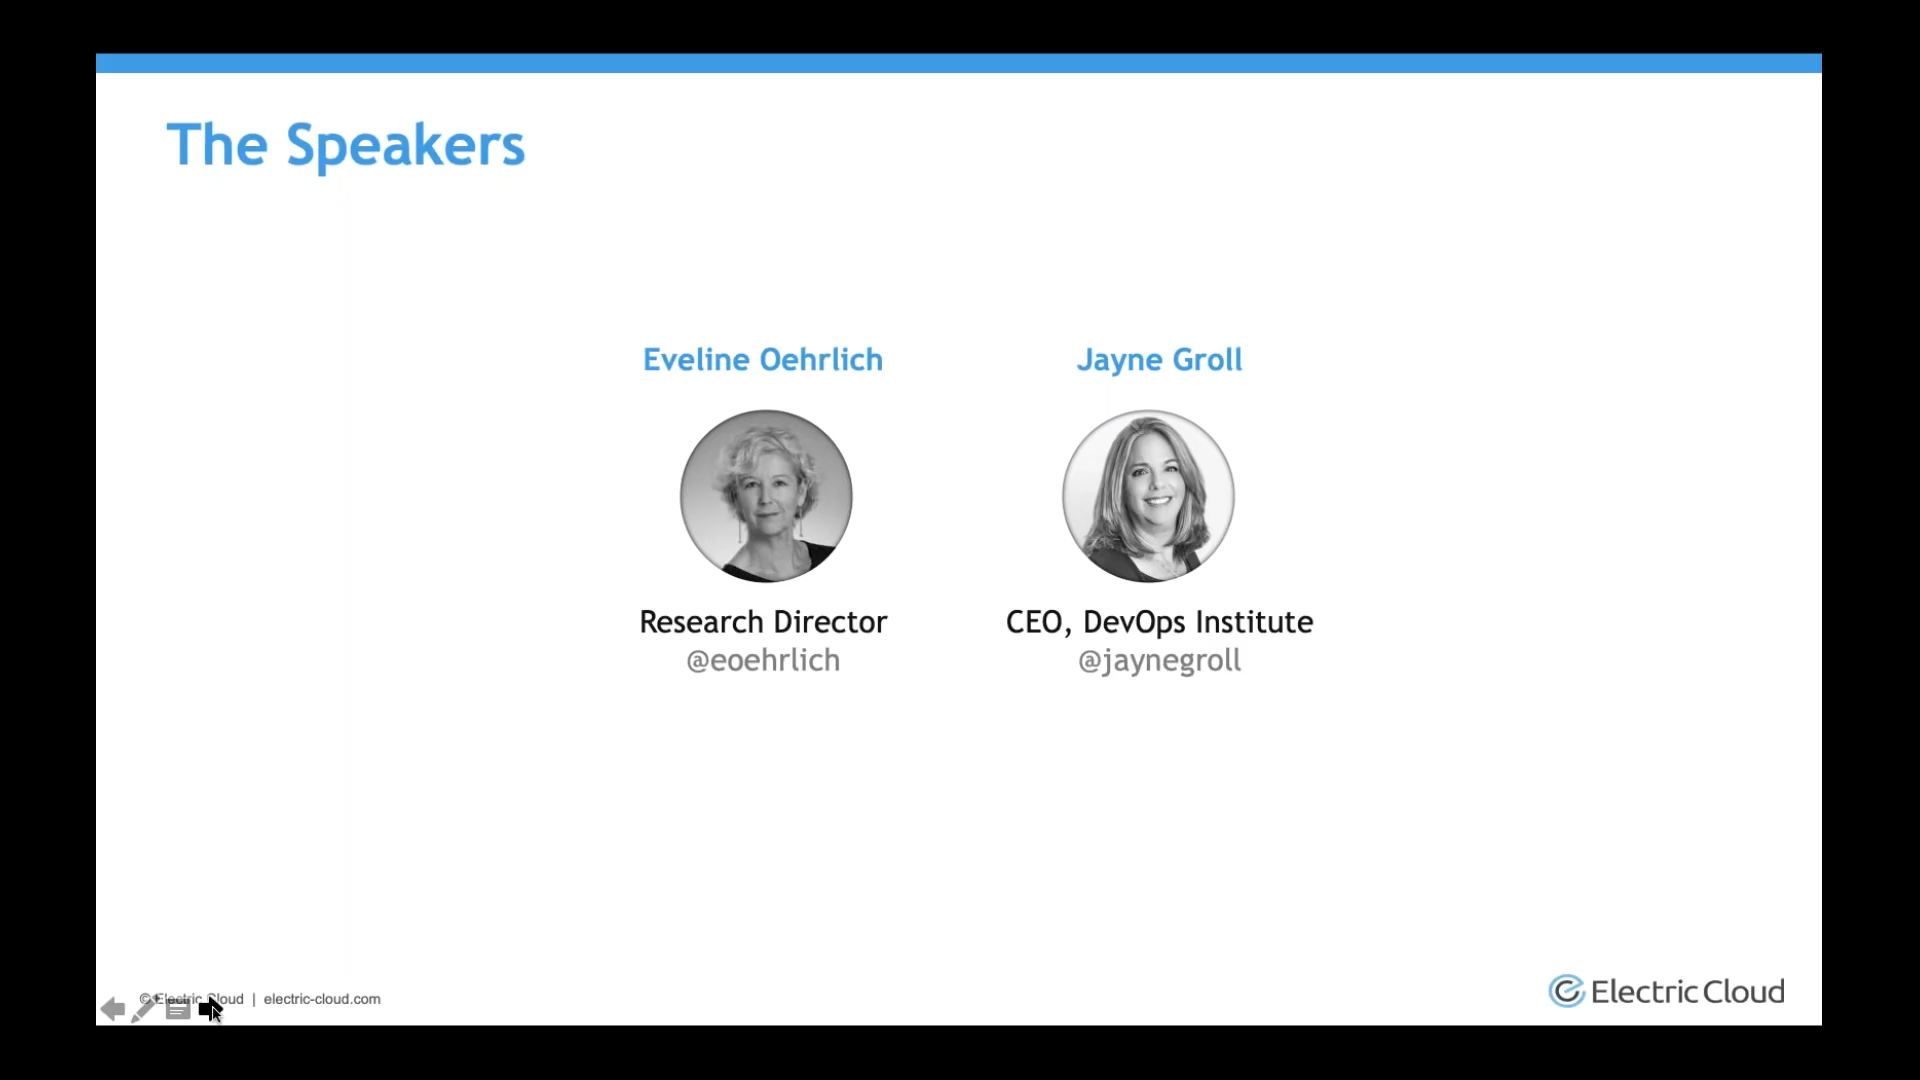 The Speakers
Eveline Oehrlich
Jayne Groll
Research Director
@eoehrlich
CEO, DevOps Institute
@jaynegroll
© Electric Cloud | electric-cloud.com
Electric Cloud